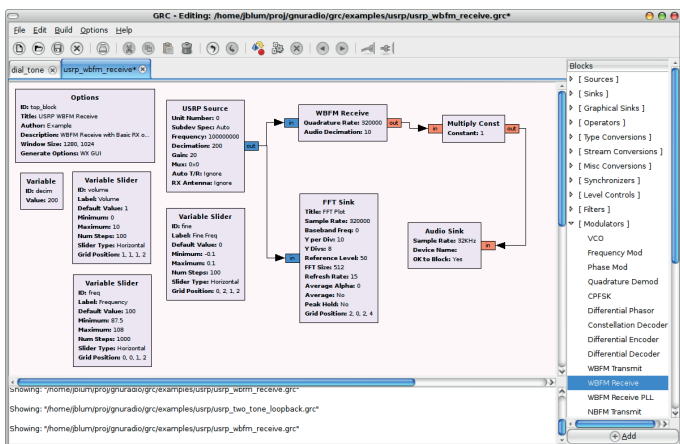 GRC - Editing: /home/jblum/proj/gnuradio/grc/examples/usrp/usrp_wbfm_receive.grc*
File Edit Build Options Help
dial_tone
usrp_wbfm_receive*
Options
ID: top_block
Title: USRP WBFM Receive
Author: Example
Description: WBFM Receive with Basic RX o...
Window Size: 1280, 1024
Generate Options: WX GUI
Variable
ID: decim
Value: 200
Variable Slider
ID: volume
Label: Volume
Default Value: 1
Minimum: 0
Maximum: 10
Num Steps: 100
Slider Type: Horizontal
Grid Position: 1, 1, 1, 2
Variable Slider
ID: freq
Label: Frequency
Default Value: 100
Minimum: 87.5
Maximum: 108
Num Steps: 1000
Slider Type: Horizontal
Grid Position: 0, 0, 1, 2
USRP Source
Unit Number: 0
Subdev Spec: Auto
Frequency: 100000000
Decimation: 200
Gain: 20
Mux: 0x0
Auto T/R: Ignore
RX Antenna: Ignore
out
Variable Slider
ID: fine
Label: Fine Freq
Default Value: 0
Minimum: -0.1
Maximum: 0.1
Num Steps: 100
Slider Type: Horizontal
Grid Position: 0, 2, 1, 2
in
WBFM Receive
Quadrature Rate: 320000
Audio Decimation: 10
out
in
Multiply Const
Constant: 1
out
in
FFT Sink
Title: FFT Plot
Sample Rate: 320000
Baseband Freq: 0
Y per Div: 10
Y Divs: 8
Reference Level: 50
FFT Size: 512
Refresh Rate: 15
Average Alpha: 0
Average: No
Peak Hold: No
Grid Position: 2, 0, 2, 4
Audio Sink
Sample Rate: 32KHz
Device Name:
OK to Block: Yes
in
Showing: "/home/jblum/proj/gnuradio/grc/examples/usrp/usrp_wbfm_receive.grc"
Showing: "/home/jblum/proj/gnuradio/grc/examples/usrp/usrp_two_tone_loopback.grc"
Showing: "/home/jblum/proj/gnuradio/grc/examples/usrp/usrp_wbfm_receive.grc"
Blocks
[ Sources ]
[ Sinks ]
[ Graphical Sinks ]
[ Operators ]
[ Type Conversions ]
[ Stream Conversions ]
[ Misc Conversions ]
[ Synchronizers ]
[ Level Controls ]
[ Filters ]
[ Modulators ]
VCO
Frequency Mod
Phase Mod
Quadrature Demod
CPFSK
Differential Phasor
Constellation Decoder
Differential Encoder
Differential Decoder
WBFM Transmit
WBFM Receive
WBFM Receive PLL
NBFM Transmit
Add